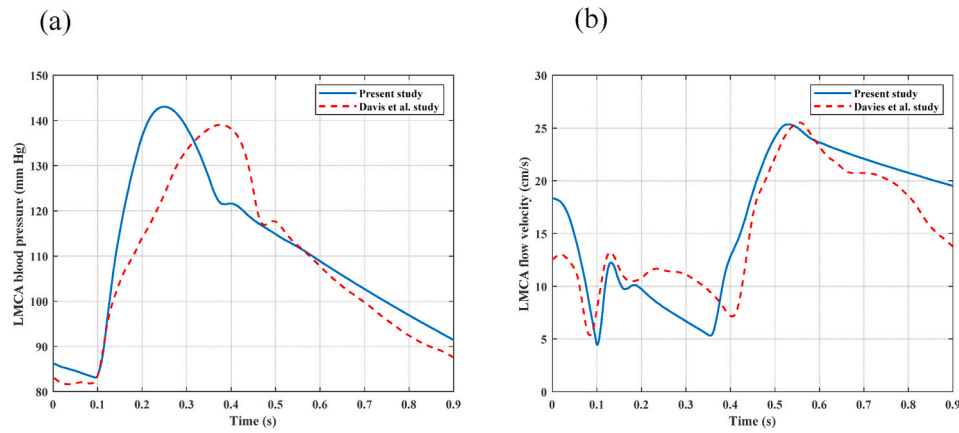 (a)
(b)
150
140
130
120
110
100
90
80
LMCA blood pressure (mm Hg)
Present study
Davis et al. study
0 0.1 0.2 0.3 0.4 0.5 0.6 0.7 0.8 0.9
Time (s)
30
25
20
15
10
5
0
LMCA flow velocity (cm/s)
Present study
Davies et al. study
0 0.1 0.2 0.3 0.4 0.5 0.6 0.7 0.8 0.9
Time (s)